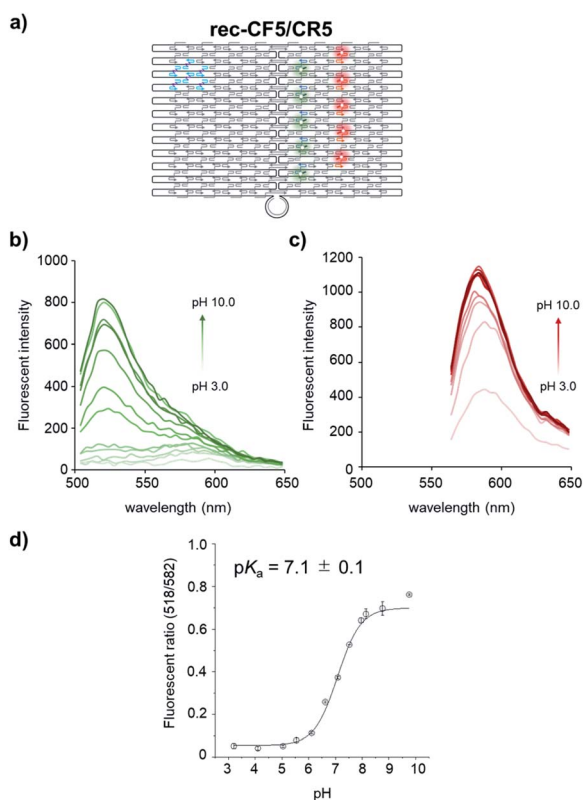 a)
rec-CF5/CR5
b)
1000
800
600
400
200
0
500
550
600
650
Fluorescent intensity
wavelength (nm)
pH 10.0
pH 3.0
c)
1200
1000
800
600
400
200
0
500
550
600
650
Fluorescent intensity
wavelength (nm)
pH 10.0
pH 3.0
d)
pKa = 7.1 ± 0.1
1.0
0.8
0.6
0.4
0.2
0
3 4 5 6 7 8 9 10
Fluorescent ratio (518/582)
pH